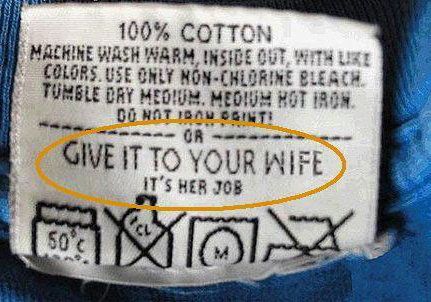 100% COTTON
MACHINE WASH WARM, INSIDE OUT, WITH LIKE
COLORS. USE ONLY NON-CHLORINE BLEACH.
TUMBLE DRY MEDIUM. MEDIUM HOT IRON.
DO NOT IRON PRINT!
OR
GIVE IT TO YOUR WIFE
IT'S HER JOB
60°C CL M